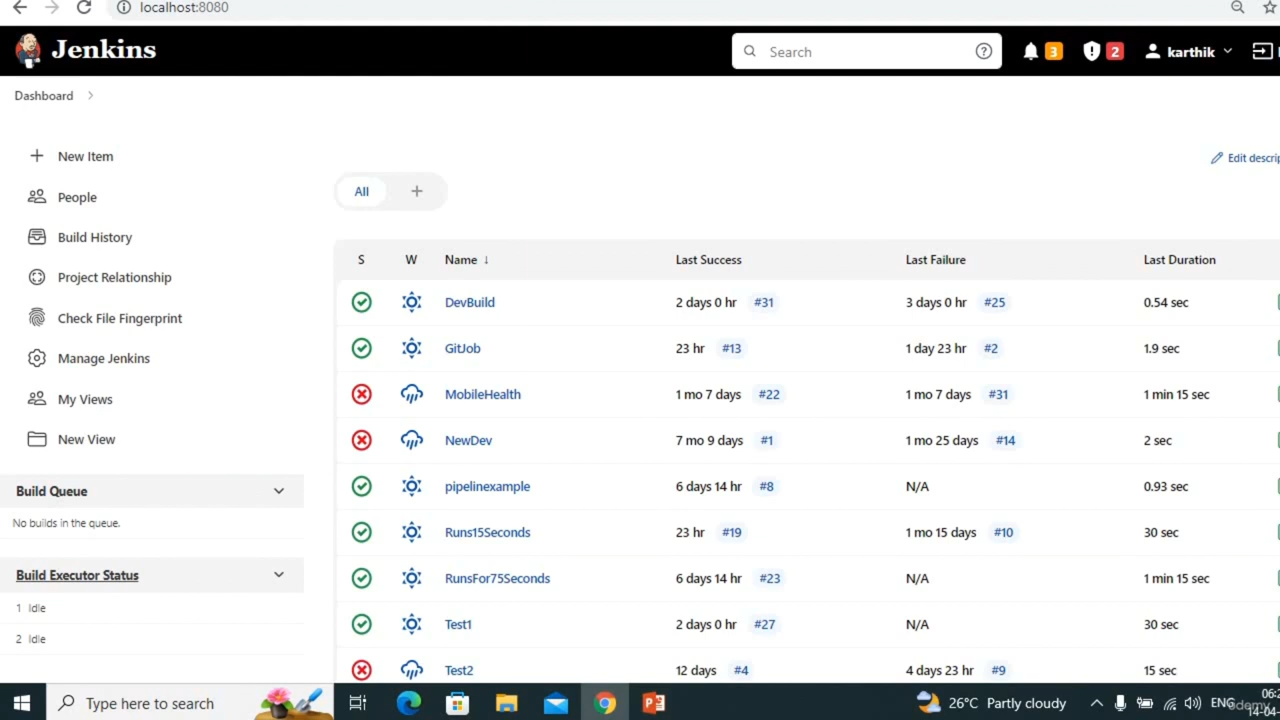 localhost:8080
Jenkins
Search
3
2
karthik
Dashboard
New Item
People
Build History
Project Relationship
Check File Fingerprint
Manage Jenkins
My Views
New View
Build Queue
No builds in the queue.
Build Executor Status
1 Idle
2 Idle
Edit descrip
All
S W Name ↓ Last Success Last Failure Last Duration
DevBuild 2 days 0 hr #31 3 days 0 hr #25 0.54 sec
GitJob 23 hr #13 1 day 23 hr #2 1.9 sec
MobileHealth 1 mo 7 days #22 1 mo 7 days #31 1 min 15 sec
NewDev 7 mo 9 days #1 1 mo 25 days #14 2 sec
pipelinexample 6 days 14 hr #8 N/A 0.93 sec
Runs15Seconds 23 hr #19 1 mo 15 days #10 30 sec
RunsFor75Seconds 6 days 14 hr #23 N/A 1 min 15 sec
Test1 2 days 0 hr #27 N/A 30 sec
Test2 12 days #4 4 days 23 hr #9 15 sec
Type here to search
26°C Partly cloudy
ENG
06:2
14-04-